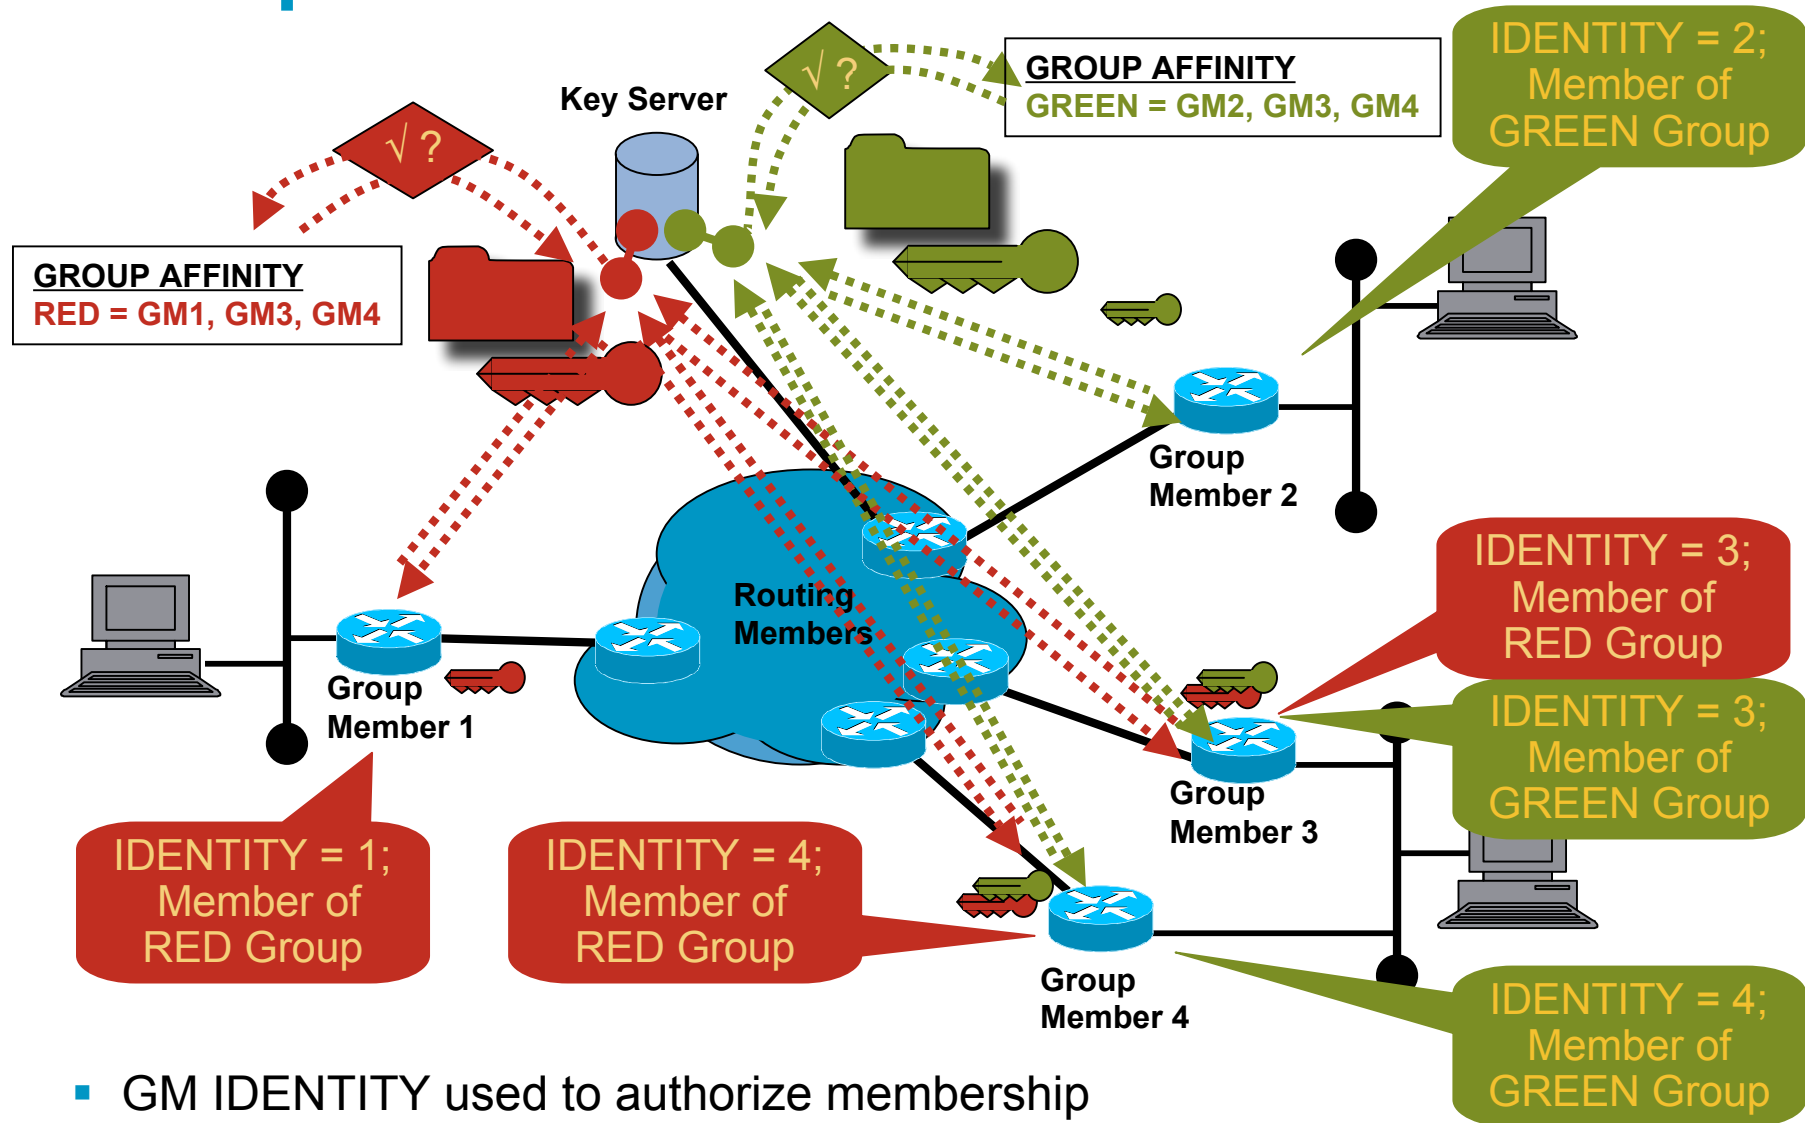 IDENTITY = 2;
Member of
GREEN Group
GROUP AFFINITY
GREEN = GM2, GM3, GM4
√ ?
Key Server
√ ?
GROUP AFFINITY
RED = GM1, GM3, GM4
Group
Member 2
IDENTITY = 3;
Member of
RED Group
Routing
Members
Group
Member 1
IDENTITY = 3;
Member of
GREEN Group
Group
Member 3
IDENTITY = 1;
Member of
RED Group
IDENTITY = 4;
Member of
RED Group
Group
Member 4
IDENTITY = 4;
Member of
GREEN Group
▪ GM IDENTITY used to authorize membership